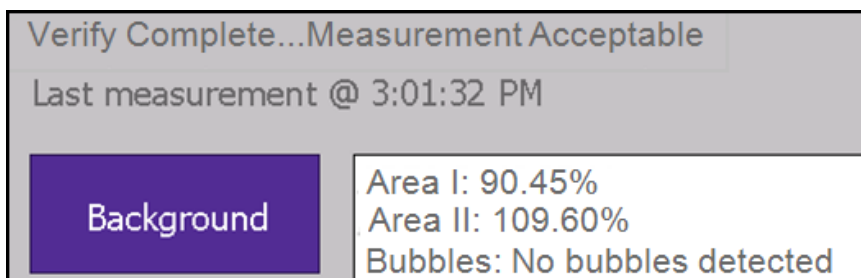 Verify Complete...Measurement Acceptable
Last measurement @ 3:01:32 PM
Background
Area I: 90.45%
Area II: 109.60%
Bubbles: No bubbles detected